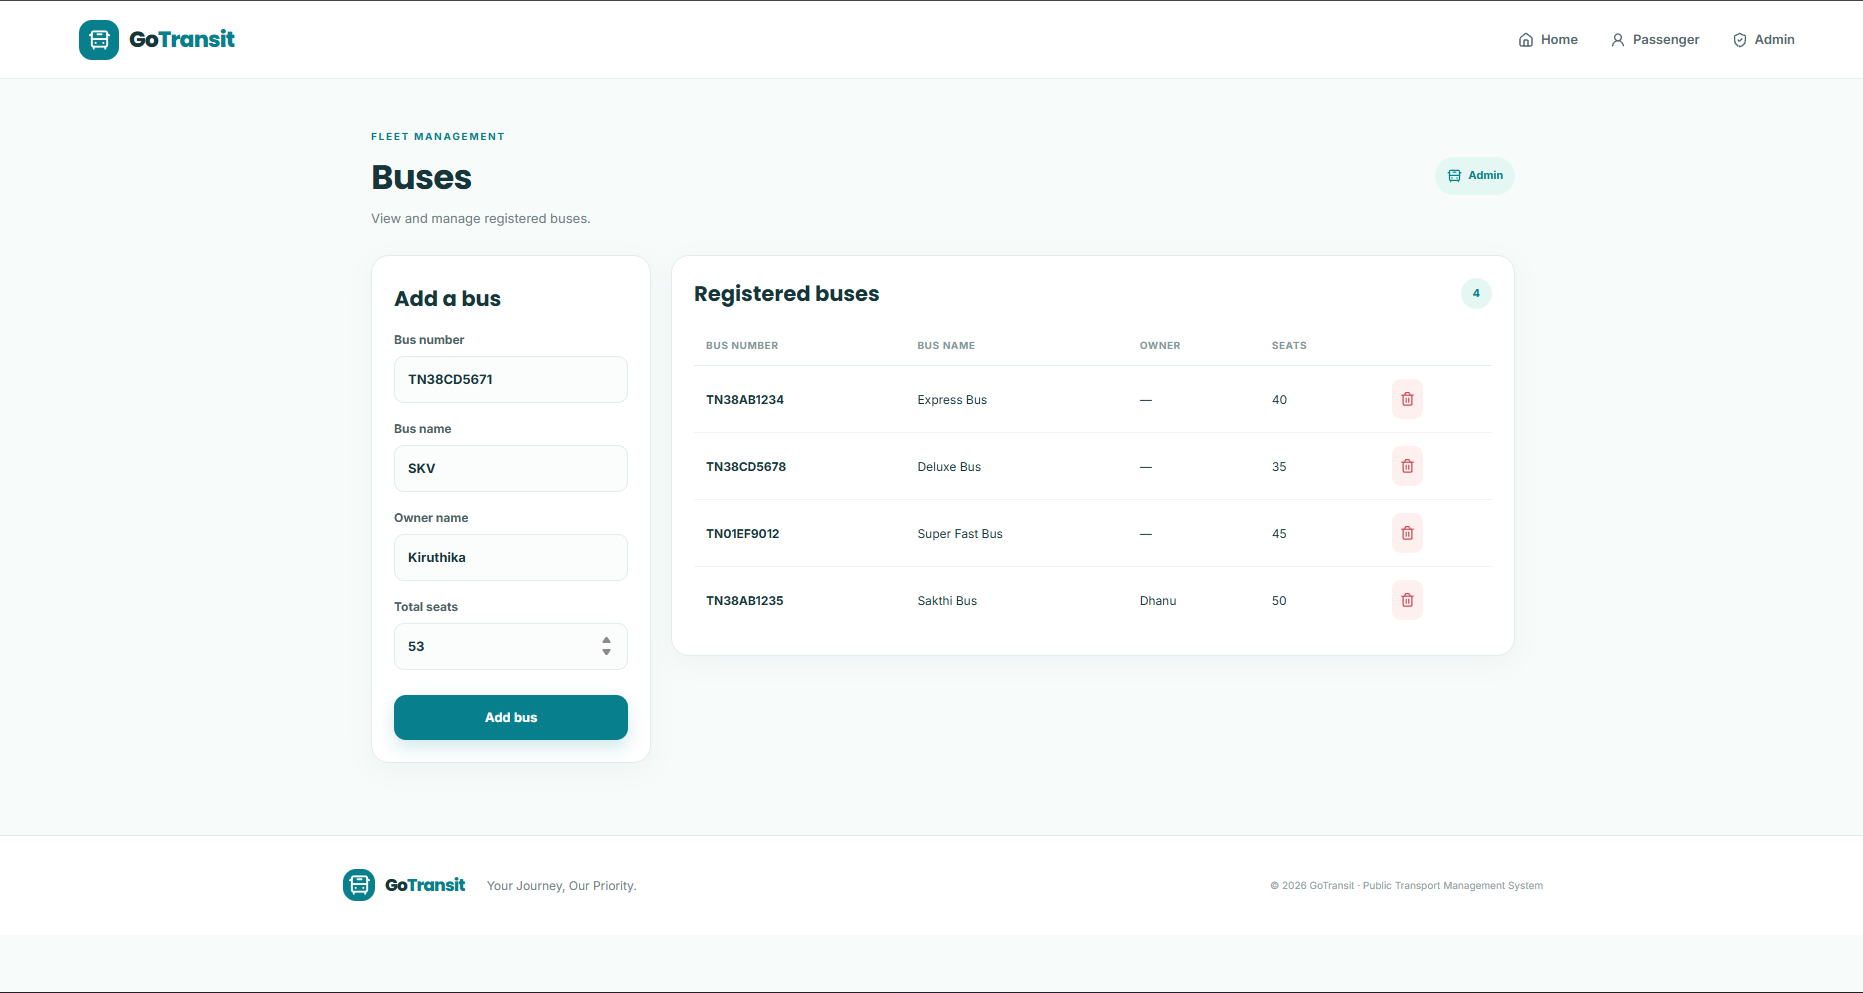 GoTransit
Home
Passenger
Admin
FLEET MANAGEMENT
Buses
Admin
View and manage registered buses.
Add a bus
Bus number
TN38CD5671
Bus name
SKV
Owner name
Kiruthika
Total seats
53
Add bus
Registered buses
4
BUS NUMBER BUS NAME OWNER SEATS
TN38AB1234 Express Bus — 40
TN38CD5678 Deluxe Bus — 35
TN01EF9012 Super Fast Bus — 45
TN38AB1235 Sakthi Bus Dhanu 50
GoTransit
Your Journey, Our Priority.
© 2026 GoTransit · Public Transport Management System